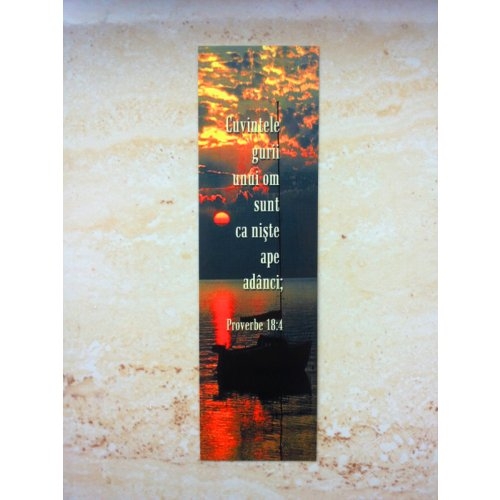 Cuvintele
gurii
unui om
sunt
ca nişte
ape
adânci;
Proverbe 18:4